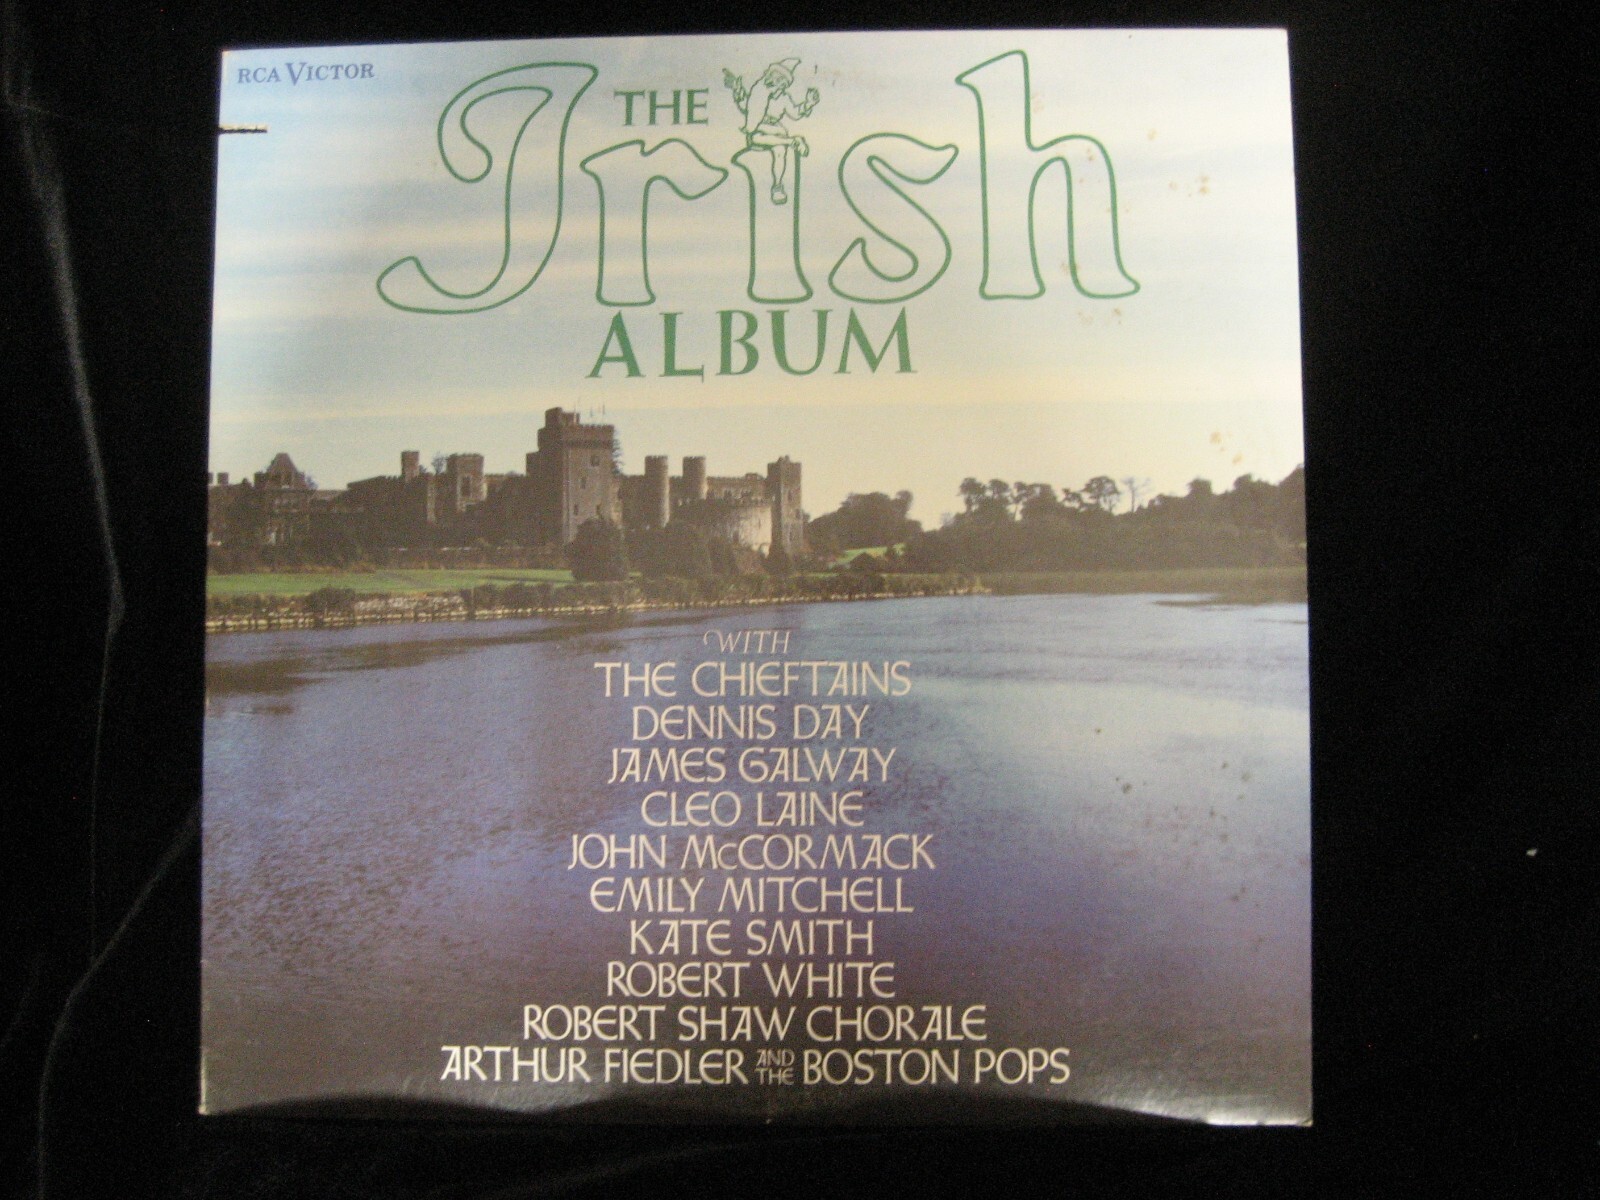 RCA VICTOR
THE
Irish
ALBUM
WITH
THE CHIEFTAINS
DENNIS DAY
JAMES GALWAY
CLEO LAINE
JOHN McCORMACK
EMILY MITCHELL
KATE SMITH
ROBERT WHITE
ROBERT SHAW CHORALE
ARTHUR FIEDLER AND THE BOSTON POPS